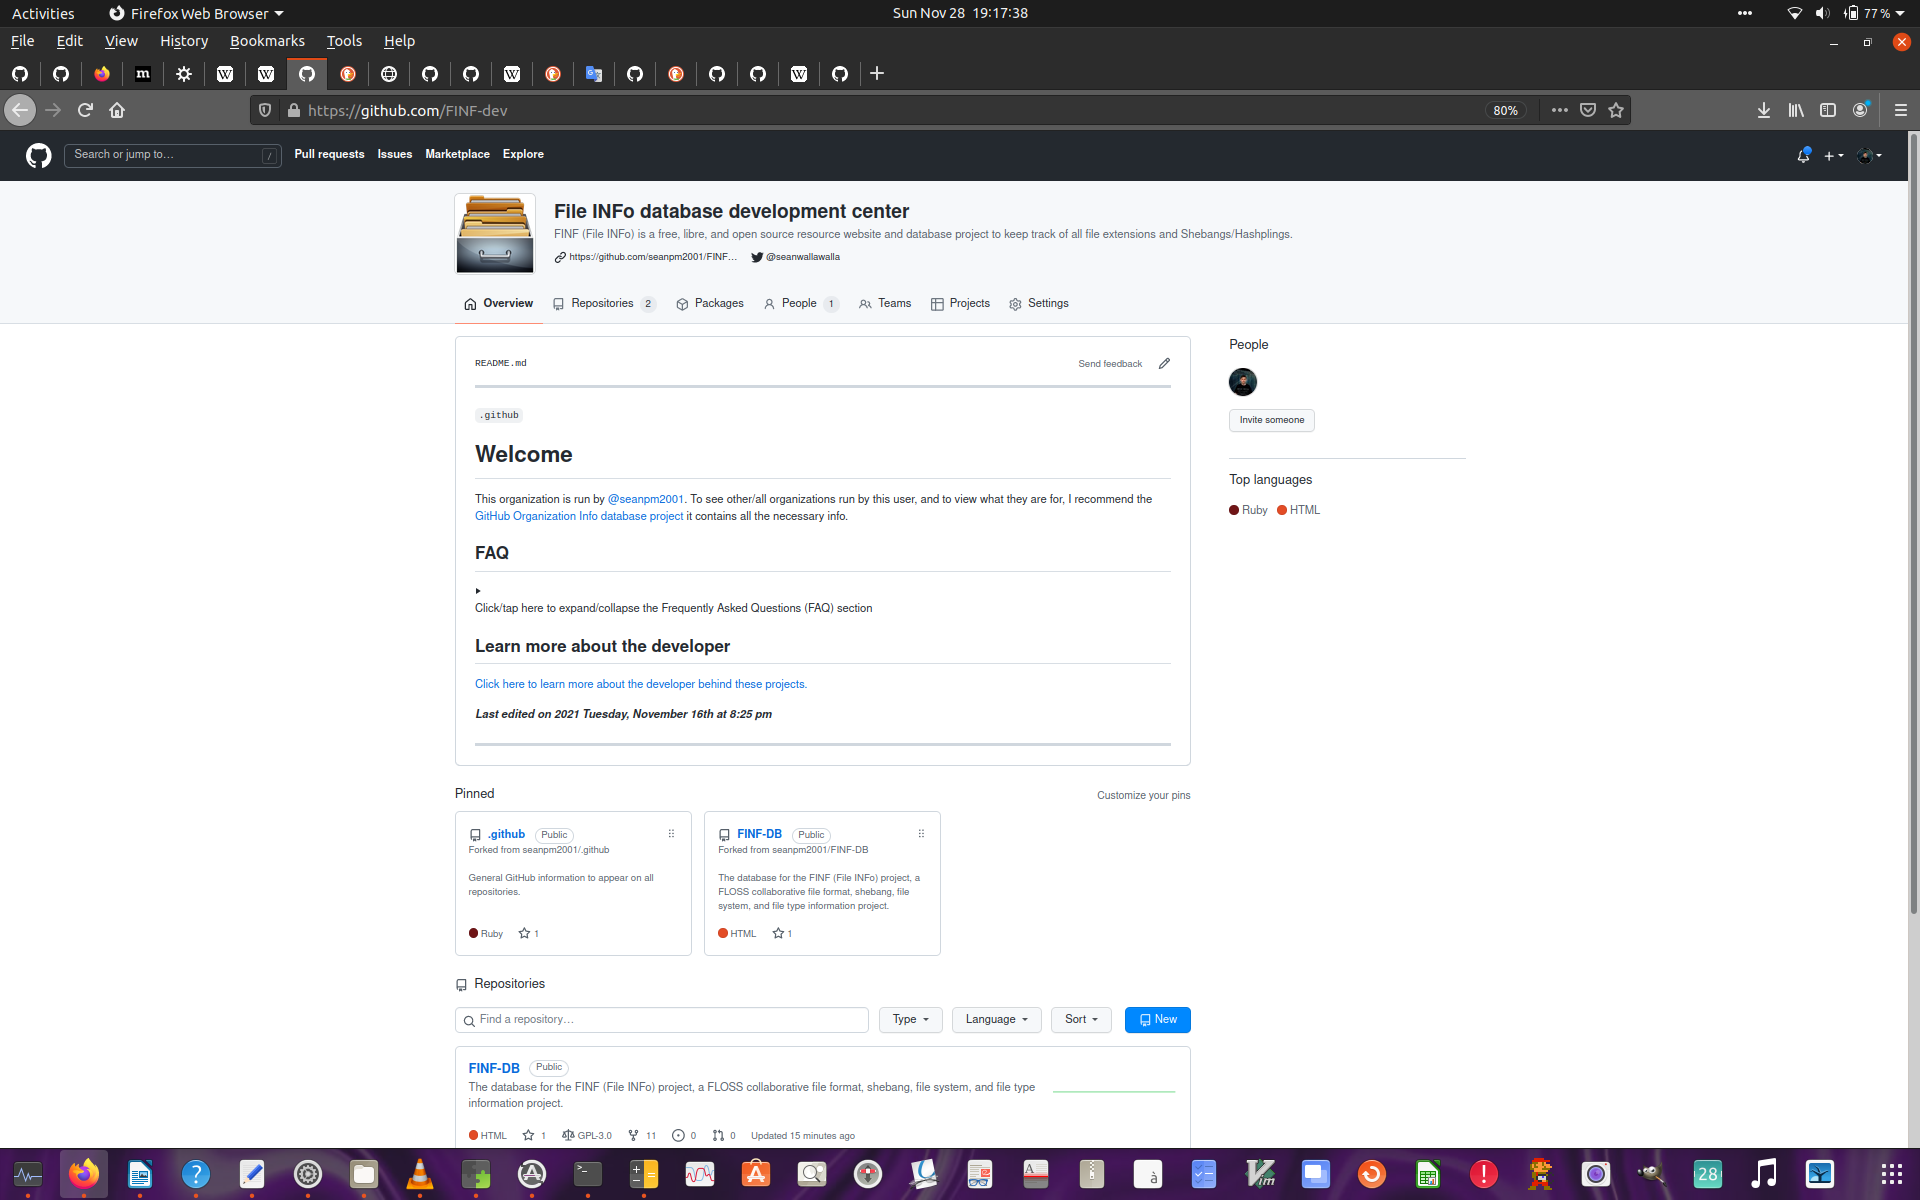 Activities
Firefox Web Browser
Sun Nov 28 19:17:38
77 %
File Edit View History Bookmarks Tools Help
https://github.com/FINF-dev
80%
Search or jump to…
/
Pull requests Issues Marketplace Explore
File INFo database development center
FINF (File INFo) is a free, libre, and open source resource website and database project to keep track of all file extensions and Shebangs/Hashplings.
https://github.com/seanpm2001/FINF… @seanwallawalla
Overview Repositories 2 Packages People 1 Teams Projects Settings
README.md
Send feedback
.github
Welcome
This organization is run by @seanpm2001. To see other/all organizations run by this user, and to view what they are for, I recommend the
GitHub Organization Info database project it contains all the necessary info.
FAQ
Click/tap here to expand/collapse the Frequently Asked Questions (FAQ) section
Learn more about the developer
Click here to learn more about the developer behind these projects.
Last edited on 2021 Tuesday, November 16th at 8:25 pm
People
Invite someone
Top languages
Ruby HTML
Pinned
Customize your pins
.github Public
Forked from seanpm2001/.github
General GitHub information to appear on all
repositories.
Ruby 1
FINF-DB Public
Forked from seanpm2001/FINF-DB
The database for the FINF (File INFo) project, a
FLOSS collaborative file format, shebang, file
system, and file type information project.
HTML 1
Repositories
Find a repository…
Type Language Sort New
FINF-DB Public
The database for the FINF (File INFo) project, a FLOSS collaborative file format, shebang, file system, and file type
information project.
HTML 1 GPL-3.0 11 0 0 Updated 15 minutes ago
28